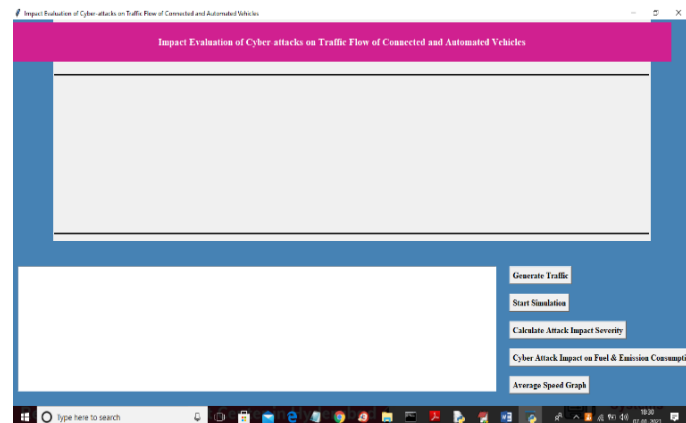 Impact Evaluation of Cyber-attacks on Traffic Flow of Connected and Automated Vehicles
Impact Evaluation of Cyber attacks on Traffic Flow of Connected and Automated Vehicles
Generate Traffic
Start Simulation
Calculate Attack Impact Severity
Cyber Attack Impact on Fuel & Emission Consumpti
Average Speed Graph
Type here to search
19:30